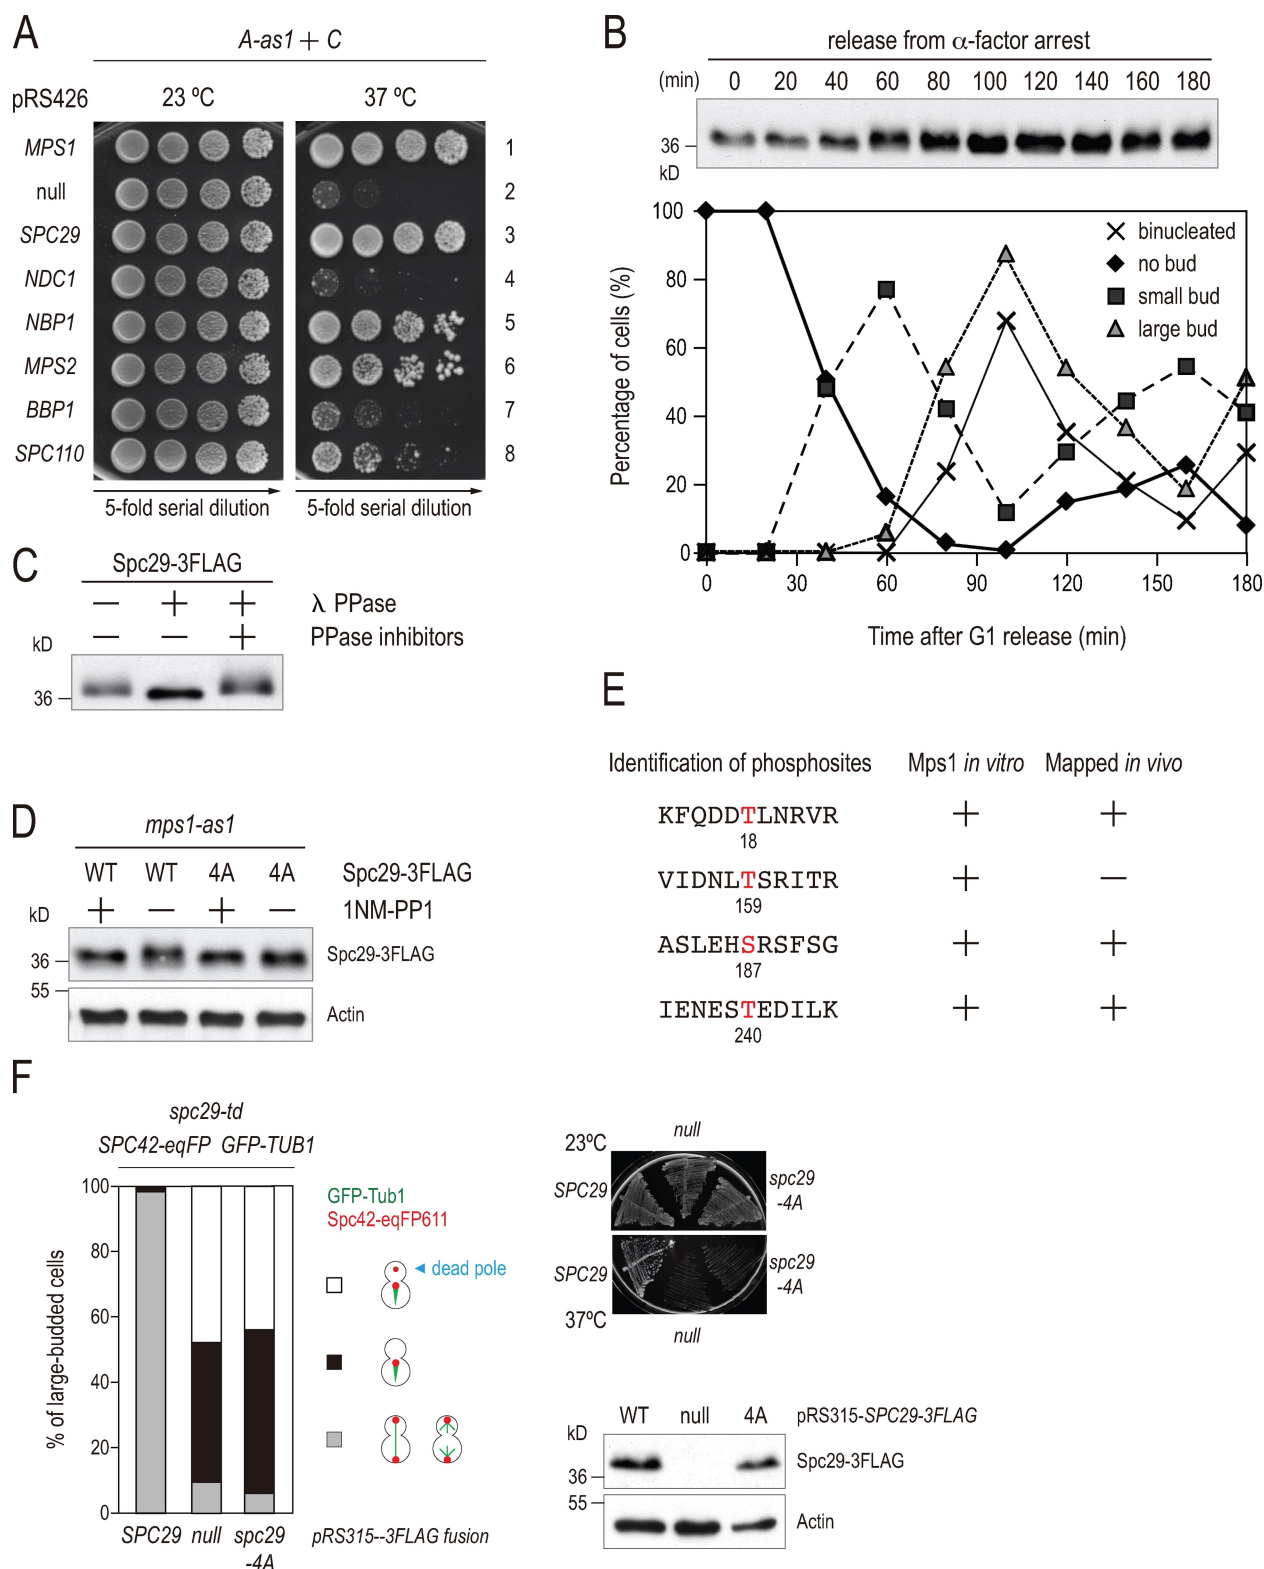 A
A-as1 + C
pRS426
23 ºC
37 ºC
MPS1
1
null
2
SPC29
3
NDC1
4
NBP1
5
MPS2
6
BBP1
7
SPC110
8
5-fold serial dilution
5-fold serial dilution
B
release from α-factor arrest
(min) 0 20 40 60 80 100 120 140 160 180
36
kD
100
80
60
40
20
0
Percentage of cells (%)
binucleated
no bud
small bud
large bud
0 30 60 90 120 150 180
Time after G1 release (min)
C
Spc29-3FLAG
− + + λ PPase
− − + PPase inhibitors
kD
36
D
mps1-as1
WT WT 4A 4A Spc29-3FLAG
+ − + − 1NM-PP1
kD
36
Spc29-3FLAG
55
Actin
E
Identification of phosphosites Mps1 in vitro Mapped in vivo
KFQDDTLNRVR + +
18
VIDNLTSRITR + −
159
ASLEHSRSFSG + +
187
IENESTEDILK + +
240
F
spc29-td
SPC42-eqFP GFP-TUB1
100
80
60
40
20
0
% of large-budded cells
SPC29 null spc29
-4A
pRS315--3FLAG fusion
GFP-Tub1
Spc42-eqFP611
dead pole
null
23ºC
SPC29
spc29
-4A
SPC29
spc29
-4A
37ºC
null
WT null 4A pRS315-SPC29-3FLAG
kD
36
Spc29-3FLAG
55
Actin